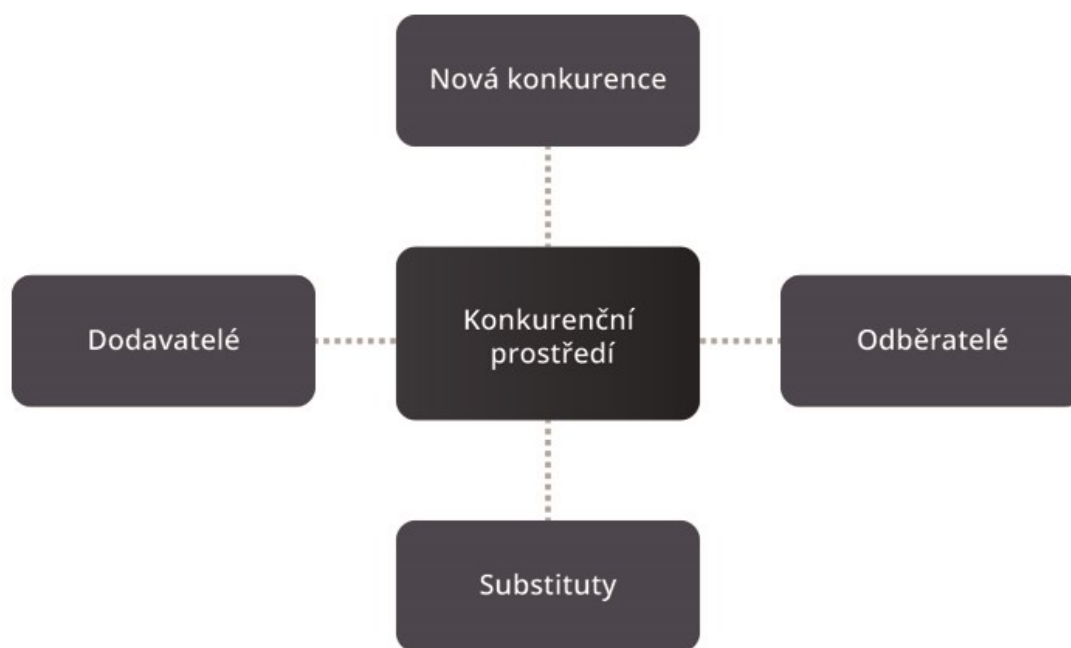 Nová konkurence
Dodavatelé
Konkurenční
prostředí
Odběratelé
Substituty